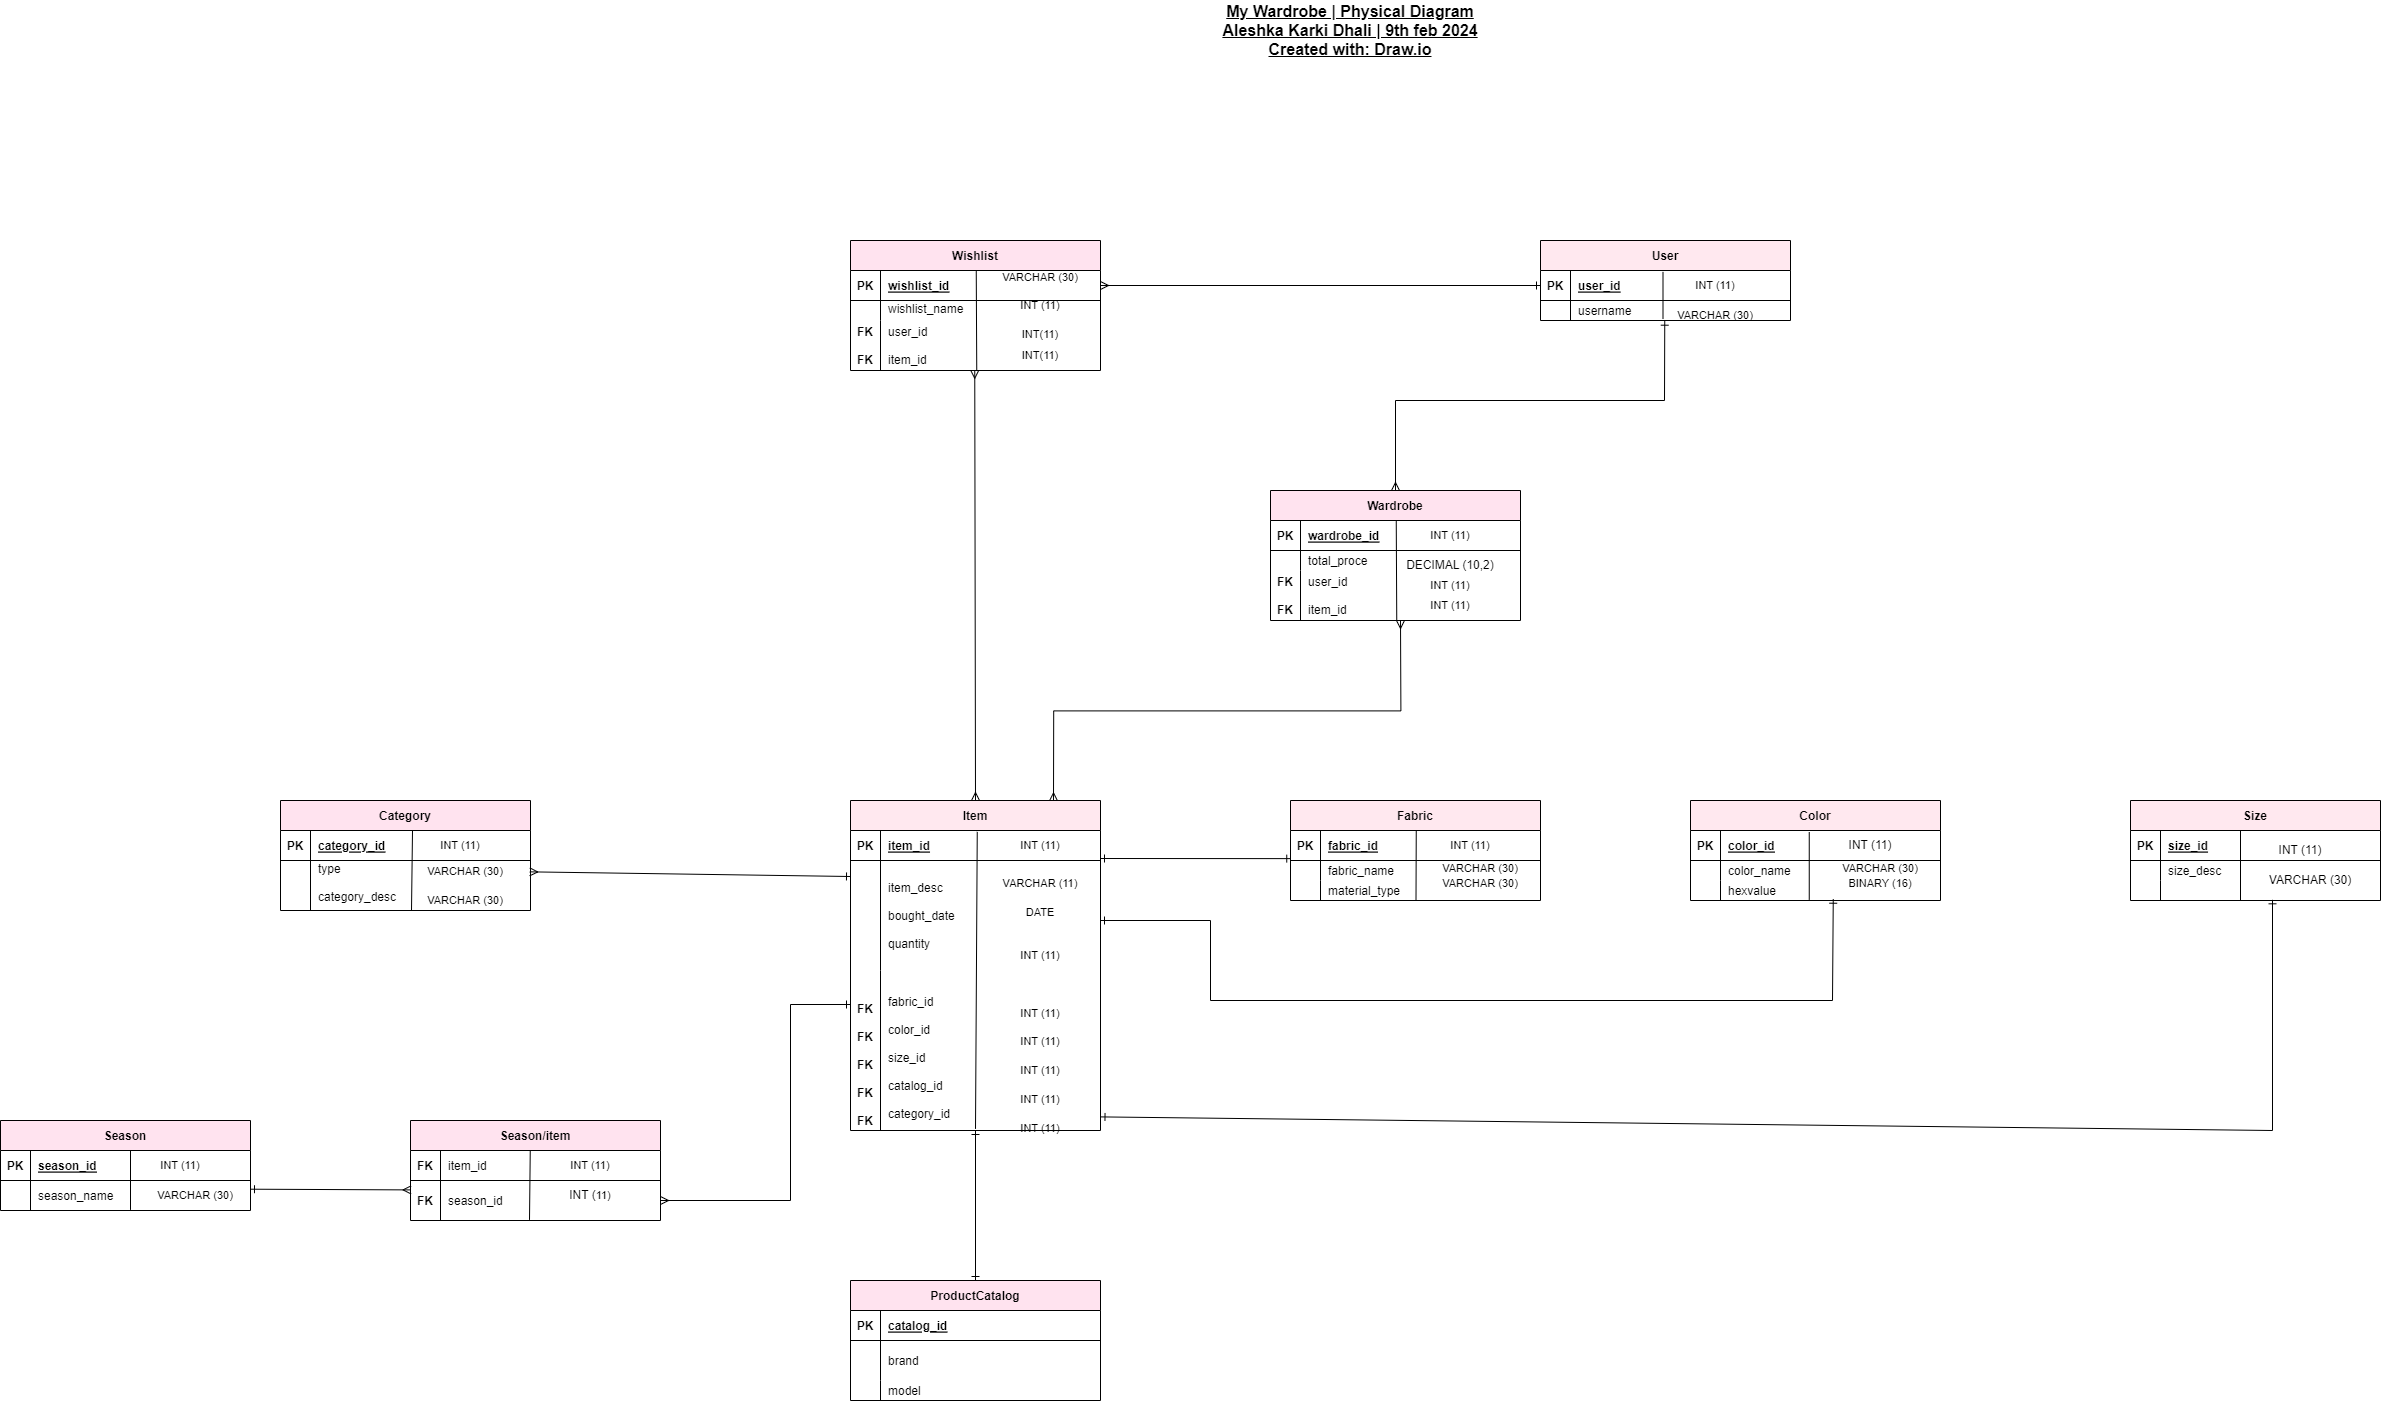 My Wardrobe | Physical Diagram
Aleshka Karki Dhali | 9th feb 2024
Created with: Draw.io
Wishlist
PK wishlist_id VARCHAR (30)
wishlist_name INT (11)
FK user_id INT(11)
FK item_id INT(11)
User
PK user_id INT (11)
username VARCHAR (30)
Wardrobe
PK wardrobe_id INT (11)
total_proce DECIMAL (10,2)
FK user_id INT (11)
FK item_id INT (11)
Category
PK category_id INT (11)
type VARCHAR (30)
category_desc VARCHAR (30)
Item
PK item_id INT (11)
item_desc VARCHAR (11)
bought_date DATE
quantity INT (11)
FK fabric_id INT (11)
FK color_id INT (11)
FK size_id INT (11)
FK catalog_id INT (11)
FK category_id INT (11)
Fabric
PK fabric_id INT (11)
fabric_name VARCHAR (30)
material_type VARCHAR (30)
Color
PK color_id INT (11)
color_name VARCHAR (30)
hexvalue BINARY (16)
Size
PK size_id INT (11)
size_desc VARCHAR (30)
Season
PK season_id INT (11)
season_name VARCHAR (30)
Season/item
FK item_id INT (11)
FK season_id INT (11)
ProductCatalog
PK catalog_id
brand
model